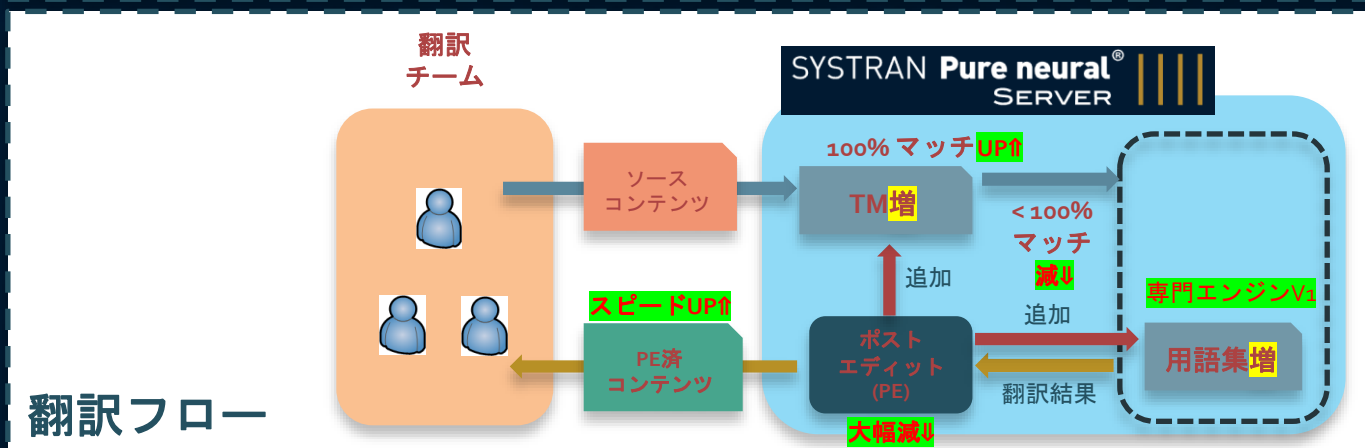 翻訳
チーム
SYSTRAN Pure neural®
SERVER
100% マッチUP⇑
ソース
コンテンツ
TM増
< 100%
マッチ
減⇓
追加
スピードUP⇑
専門エンジンV1
追加
PE済
コンテンツ
ポスト
エディット
(PE)
用語集増
翻訳結果
大幅減⇓
翻訳フロー